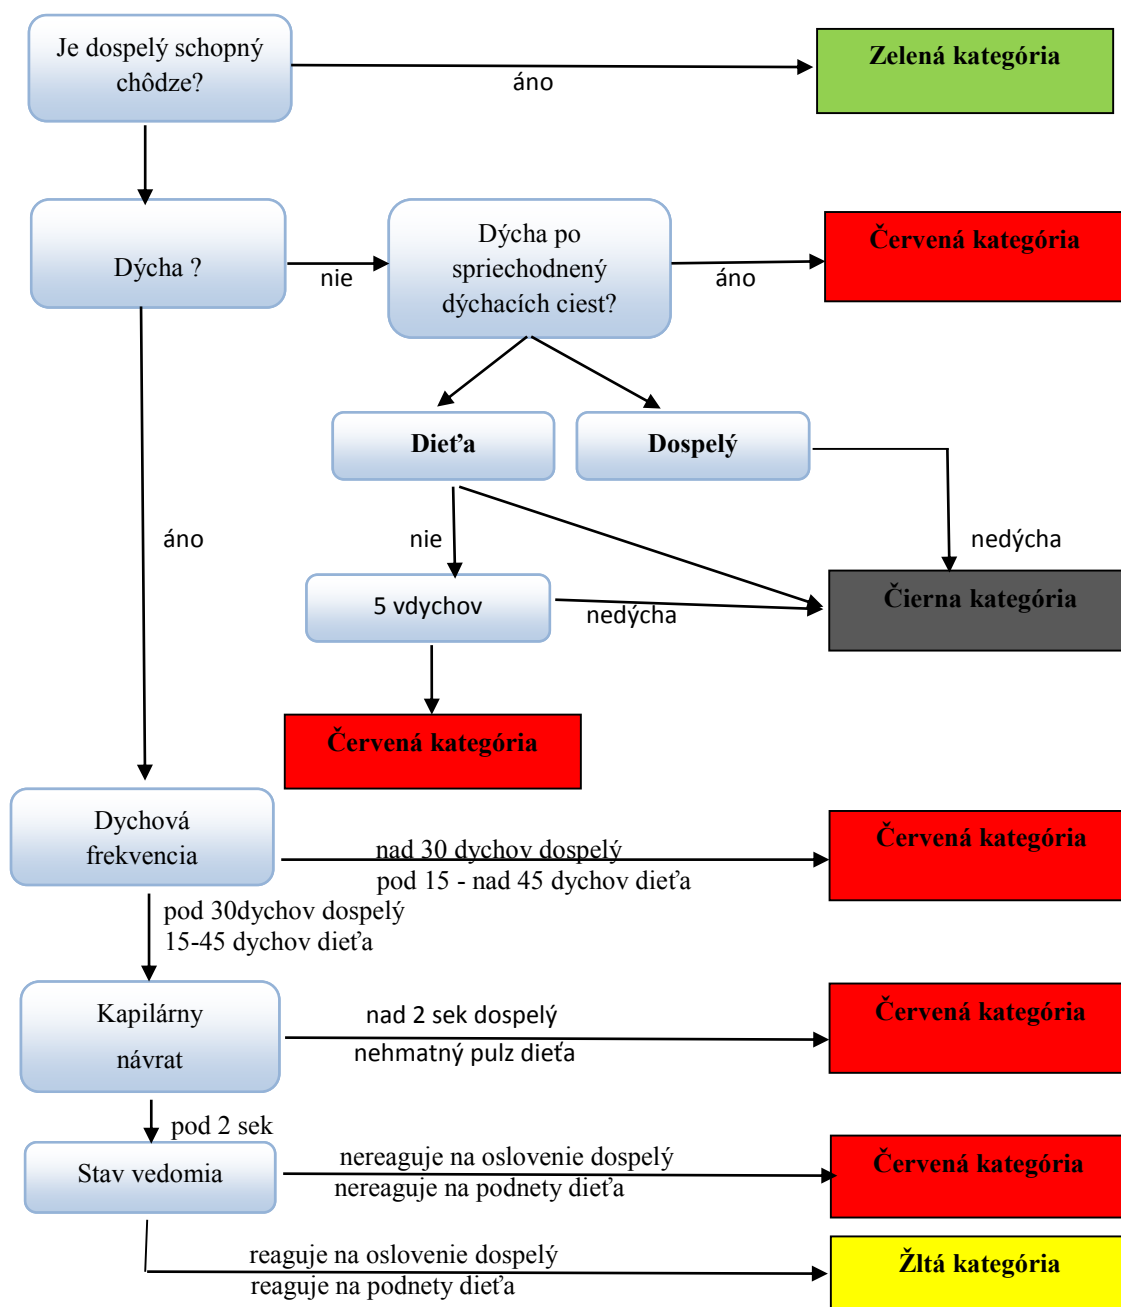 Je dospelý schopný
chôdze?
áno
Zelená kategória
Dýcha ?
nie
Dýcha po
spriechodnený
dýchacích ciest?
áno
Červená kategória
Dieťa
Dospelý
áno
nie
nedýcha
5 vdychov
nedýcha
Čierna kategória
Červená kategória
Dychová
frekvencia
nad 30 dychov dospelý
pod 15 - nad 45 dychov dieťa
Červená kategória
pod 30dychov dospelý
15-45 dychov dieťa
Kapilárny
návrat
nad 2 sek dospelý
nehmatný pulz dieťa
Červená kategória
pod 2 sek
Stav vedomia
nereaguje na oslovenie dospelý
nereaguje na podnety dieťa
Červená kategória
reaguje na oslovenie dospelý
reaguje na podnety dieťa
Žltá kategória